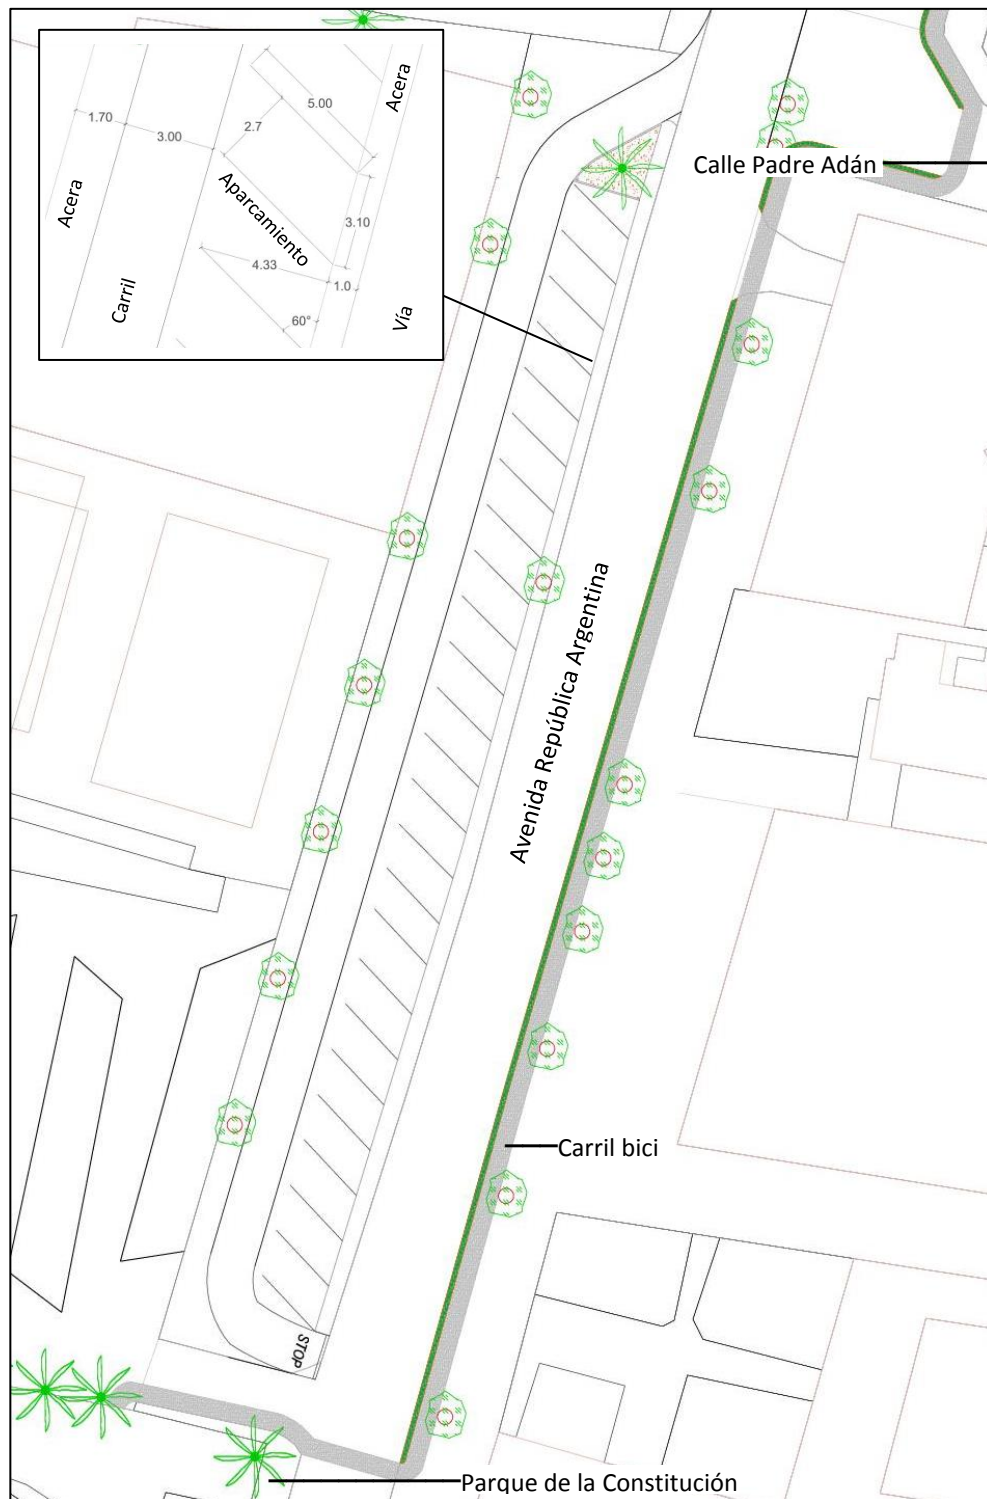 Acera
1.70
3.00
5.00
2.7
Acera
Aparcamiento
3.10
4.33
1.0
60°
Carril
Vía
Calle Padre Adán
Avenida República Argentina
Carril bici
STOP
Parque de la Constitución